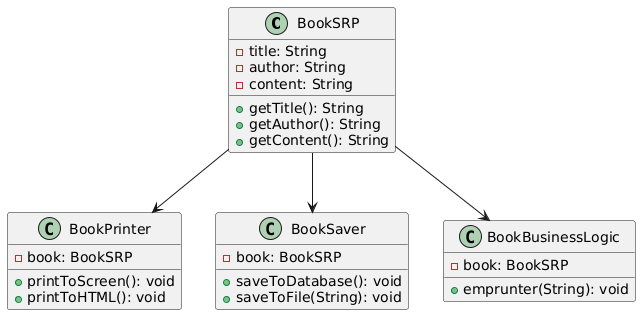 C BookSRP
title: String
author: String
content: String
getTitle(): String
getAuthor(): String
getContent(): String
C BookPrinter
book: BookSRP
printToScreen(): void
printToHTML(): void
C BookSaver
book: BookSRP
saveToDatabase(): void
saveToFile(String): void
C BookBusinessLogic
book: BookSRP
emprunter(String): void